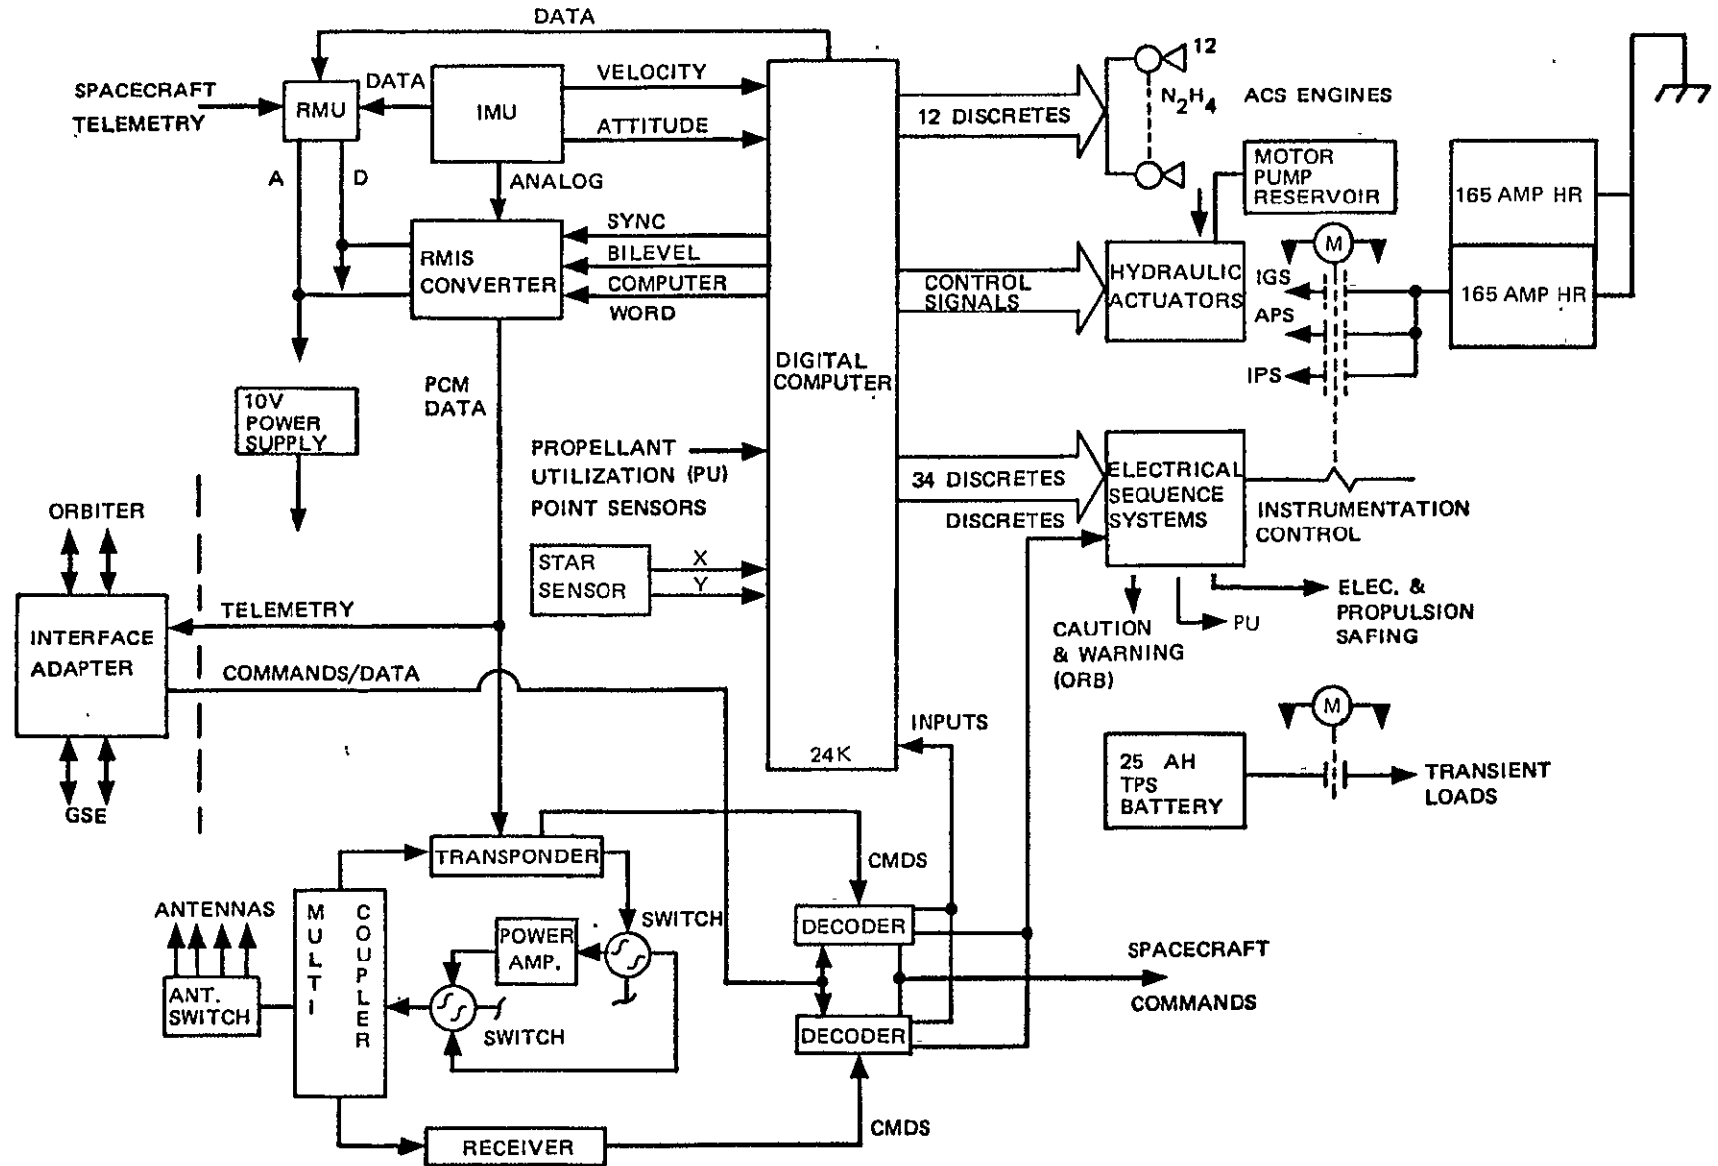 DATA
SPACECRAFT
TELEMETRY
RMU
DATA
IMU
VELOCITY
ATTITUDE
A
D
ANALOG
RMIS
CONVERTER
SYNC
BILEVEL
COMPUTER
WORD
PCM
DATA
10V
POWER
SUPPLY
DIGITAL
COMPUTER
24K
PROPELLANT
UTILIZATION (PU)
POINT SENSORS
STAR
SENSOR
X
Y
12 DISCRETES
12
N2H4
ACS ENGINES
MOTOR
PUMP
RESERVOIR
CONTROL
SIGNALS
HYDRAULIC
ACTUATORS
M
IGS
APS
IPS
165 AMP HR
165 AMP HR
34 DISCRETES
DISCRETES
ELECTRICAL
SEQUENCE
SYSTEMS
INSTRUMENTATION
CONTROL
CAUTION
& WARNING
(ORB)
PU
ELEC. &
PROPULSION
SAFING
M
25 AH
TPS
BATTERY
TRANSIENT
LOADS
ORBITER
INTERFACE
ADAPTER
GSE
TELEMETRY
COMMANDS/DATA
INPUTS
TRANSPONDER
CMDS
MULTI
COUPLER
ANTENNAS
ANT.
SWITCH
POWER
AMP.
SWITCH
SWITCH
DECODER
DECODER
SPACECRAFT
COMMANDS
RECEIVER
CMDS